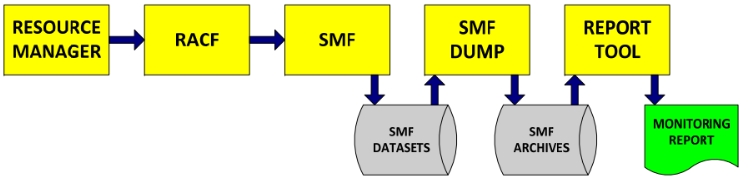 RESOURCE
MANAGER
RACF
SMF
SMF
DUMP
REPORT
TOOL
SMF
DATASETS
SMF
ARCHIVES
MONITORING
REPORT